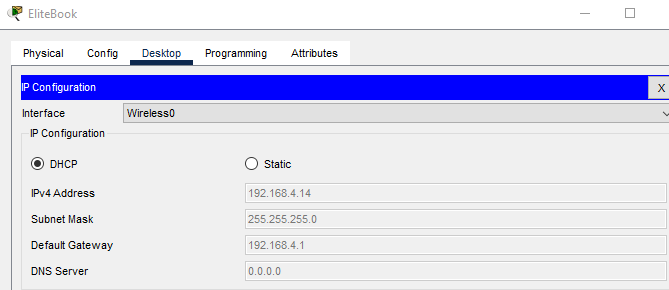 EliteBook
Physical Config Desktop Programming Attributes
IP Configuration X
Interface Wireless0
IP Configuration
DHCP Static
IPv4 Address 192.168.4.14
Subnet Mask 255.255.255.0
Default Gateway 192.168.4.1
DNS Server 0.0.0.0